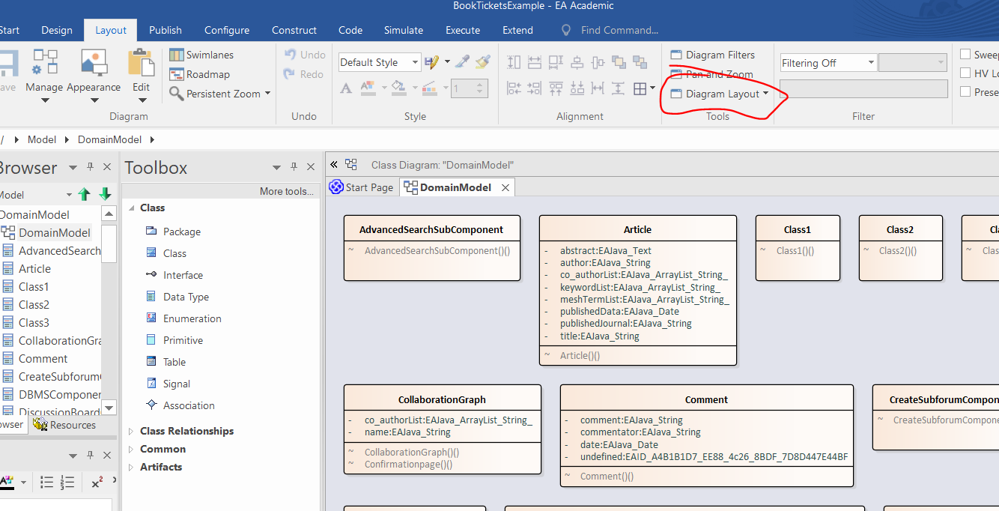 BookTicketsExample - EA Academic
Start Design Layout Publish Configure Construct Code Simulate Execute Extend Find Command...
Swimlanes
Roadmap
Persistent Zoom
Manage Appearance Edit
Diagram
Undo
Redo
Undo
Default Style
1
Style
Alignment
Diagram Filters
Pan and Zoom
Diagram Layout
Tools
Filtering Off
Filter
HV
/ Model DomainModel
Browser
Toolbox
Class Diagram: "DomainModel"
Start Page DomainModel
More tools...
Model
DomainModel
DomainModel
AdvancedSearch
Article
Class1
Class2
Class3
CollaborationGra
Comment
CreateSubforum
DBMSComponen
DiscussionBoard
owser Resources
Class
Package
Class
Interface
Data Type
Enumeration
Primitive
Table
Signal
Association
Class Relationships
Common
Artifacts
AdvancedSearchSubComponent
~ AdvancedSearchSubComponent()()
Article
- abstract:EAJava_Text
- author:EAJava_String
- co_authorList:EAJava_ArrayList_String_
- keywordList:EAJava_ArrayList_String_
- meshTermList:EAJava_ArrayList_String_
- publishedData:EAJava_Date
- publishedJournal:EAJava_String
- title:EAJava_String
~ Article()()
Class1
~ Class1()()
Class2
~ Class2()()
Cla
~ Clas
CollaborationGraph
- co_authorList:EAJava_ArrayList_String_
- name:EAJava_String
~ CollaborationGraph()()
~ Confirmationpage()()
Comment
- comment:EAJava_String
- commentator:EAJava_String
- date:EAJava_Date
- undefined:EAID_A4B1B1D7_EE88_4c26_8BDF_7D8D447E44BF
~ Comment()()
CreateSubforumCompon
~ CreateSubforumCompone